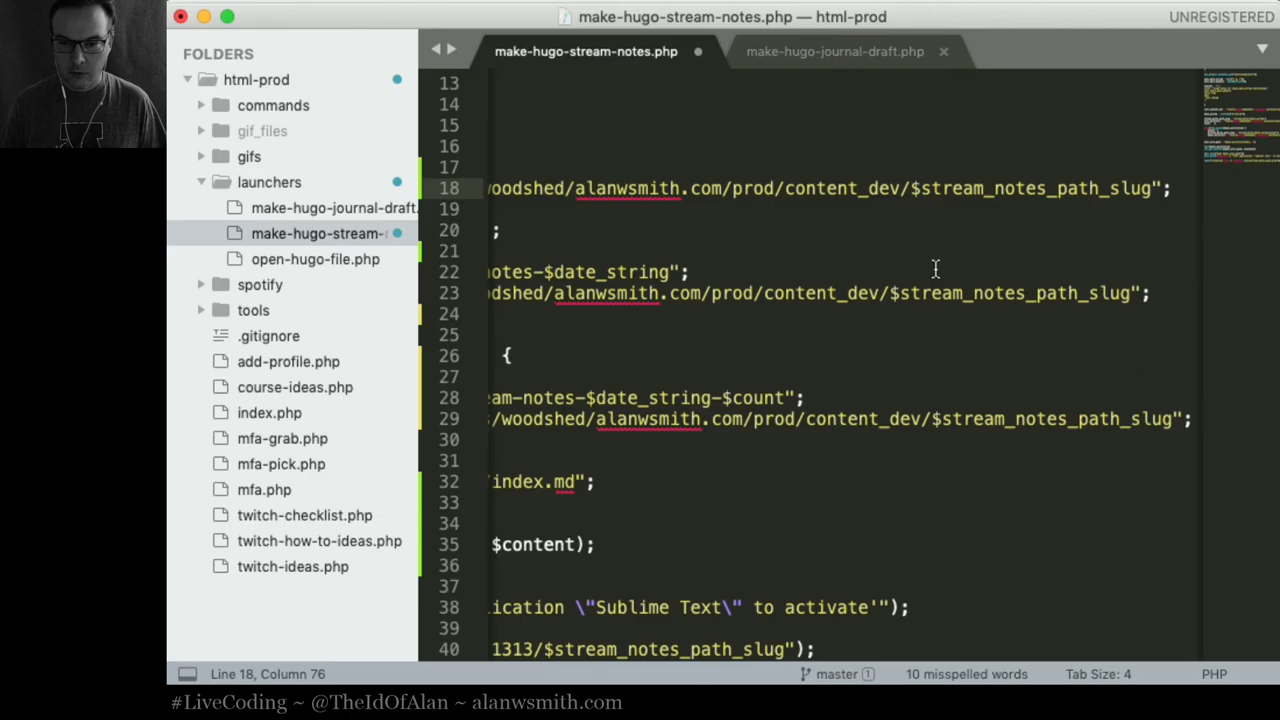 make-hugo-stream-notes.php — html-prod
UNREGISTERED
FOLDERS
html-prod
commands
gif_files
gifs
launchers
make-hugo-journal-draft.
make-hugo-stream-
open-hugo-file.php
spotify
tools
.gitignore
add-profile.php
course-ideas.php
index.php
mfa-grab.php
mfa-pick.php
mfa.php
twitch-checklist.php
twitch-how-to-ideas.php
twitch-ideas.php
make-hugo-stream-notes.php
make-hugo-journal-draft.php
13
14
15
16
17
18 woodshed/alanwsmith.com/prod/content_dev/$stream_notes_path_slug";
19
20 ;
21
22 notes-$date_string";
23 dshed/alanwsmith.com/prod/content_dev/$stream_notes_path_slug";
24
25
26 {
27
28 eam-notes-$date_string-$count";
29 /woodshed/alanwsmith.com/prod/content_dev/$stream_notes_path_slug";
30
31
32 /index.md";
33
34
35 $content);
36
37
38 lication \"Sublime Text\" to activate'");
39
40 1313/$stream_notes_path_slug");
Line 18, Column 76
master 1
10 misspelled words
Tab Size: 4
PHP
#LiveCoding ~ @TheIdOfAlan ~ alanwsmith.com